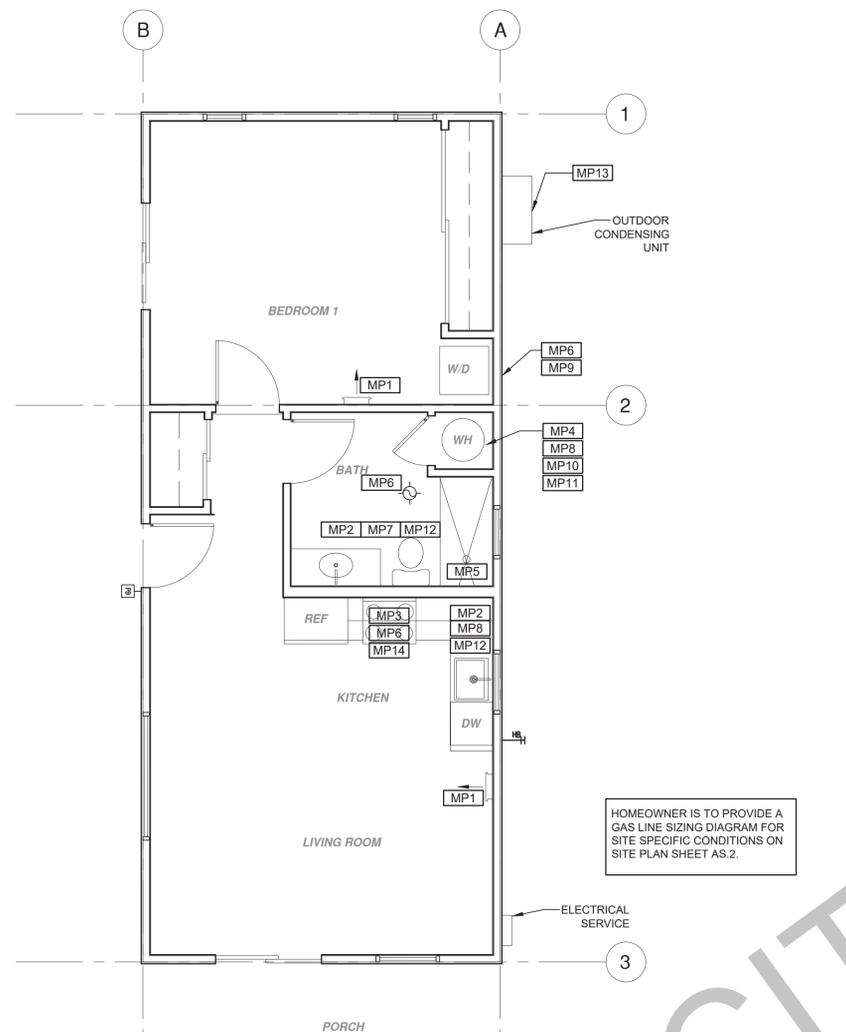 B
A
1
MP13
OUTDOOR
CONDENSING
UNIT
BEDROOM 1
W/D
MP6
MP9
MP1
2
WH
MP4
MP8
MP10
MP11
BATH
MP6
MP2 MP7 MP12
MP5
PB
REF
MP3
MP6
MP14
MP2
MP8
MP12
KITCHEN
DW
HB
MP1
HOMEOWNER IS TO PROVIDE A
GAS LINE SIZING DIAGRAM FOR
SITE SPECIFIC CONDITIONS ON
SITE PLAN SHEET AS.2.
LIVING ROOM
ELECTRICAL
SERVICE
3
PORCH
CIT